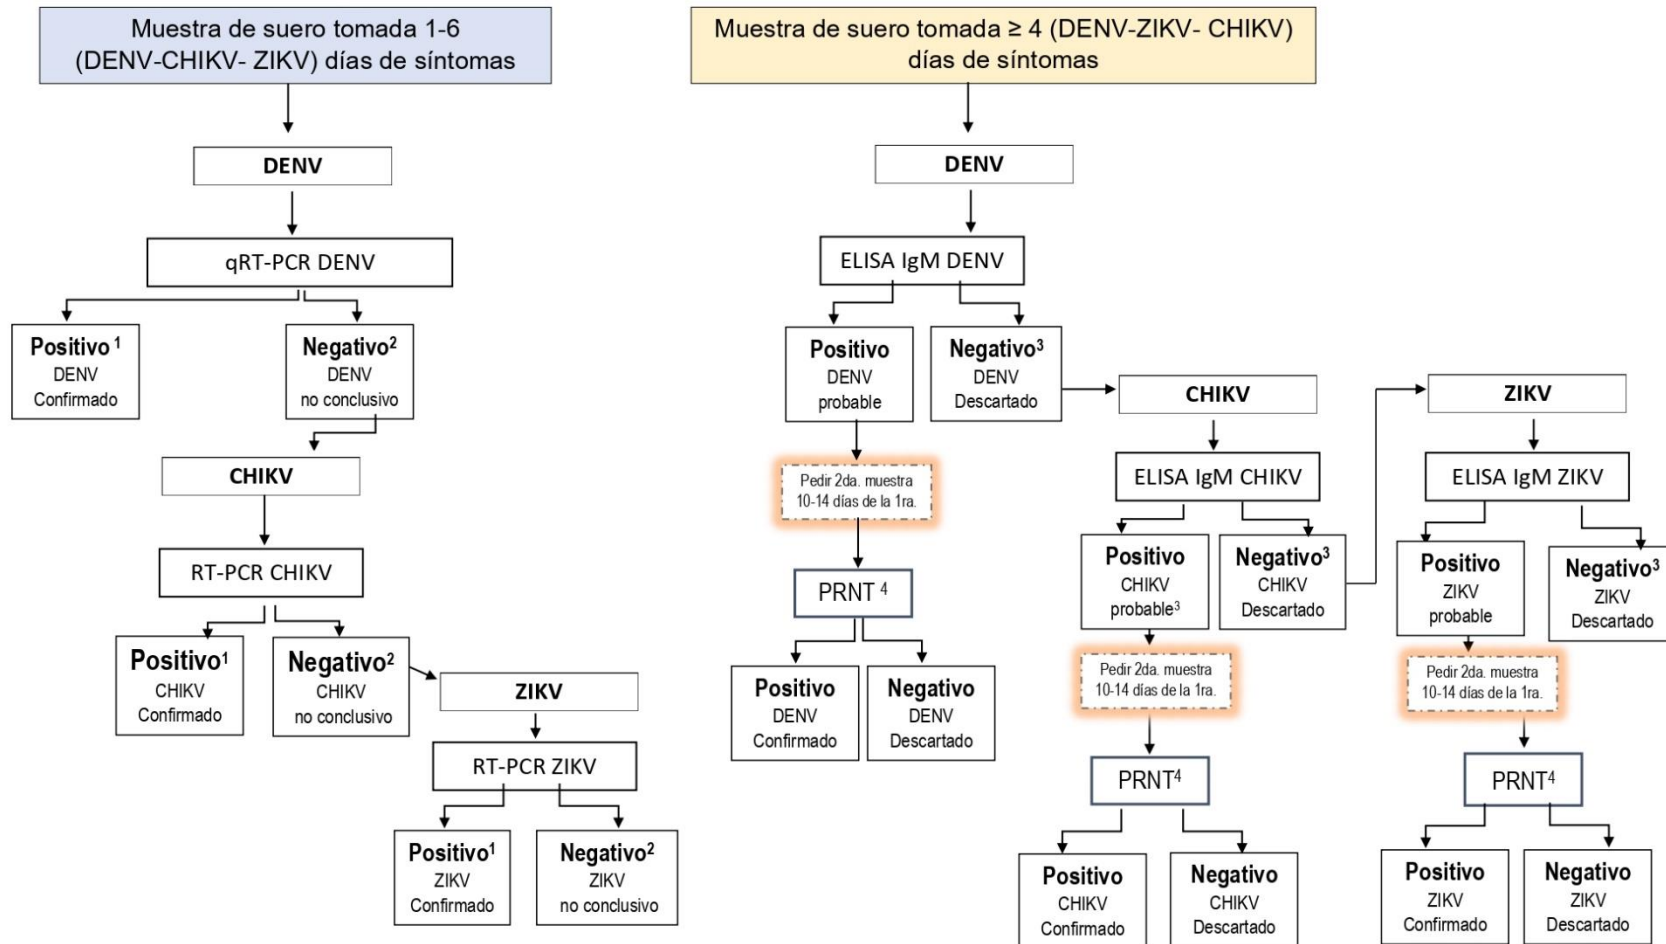 Muestra de suero tomada 1-6
(DENV-CHIKV- ZIKV) días de síntomas
DENV
qRT-PCR DENV
Positivo ¹
DENV
Confirmado
Negativo²
DENV
no conclusivo
CHIKV
RT-PCR CHIKV
Positivo¹
CHIKV
Confirmado
Negativo²
CHIKV
no conclusivo
ZIKV
RT-PCR ZIKV
Positivo¹
ZIKV
Confirmado
Negativo²
ZIKV
no conclusivo
Muestra de suero tomada ≥ 4 (DENV-ZIKV- CHIKV)
días de síntomas
DENV
ELISA IgM DENV
Positivo
DENV
probable
Negativo³
DENV
Descartado
Pedir 2da. muestra
10-14 días de la 1ra.
PRNT ⁴
Positivo
DENV
Confirmado
Negativo
DENV
Descartado
CHIKV
ELISA IgM CHIKV
Positivo
CHIKV
probable³
Negativo³
CHIKV
Descartado
Pedir 2da. muestra
10-14 días de la 1ra.
PRNT⁴
Positivo
CHIKV
Confirmado
Negativo
CHIKV
Descartado
ZIKV
ELISA IgM ZIKV
Positivo
ZIKV
probable
Negativo³
ZIKV
Descartado
Pedir 2da. muestra
10-14 días de la 1ra.
PRNT⁴
Positivo
ZIKV
Confirmado
Negativo
ZIKV
Descartado